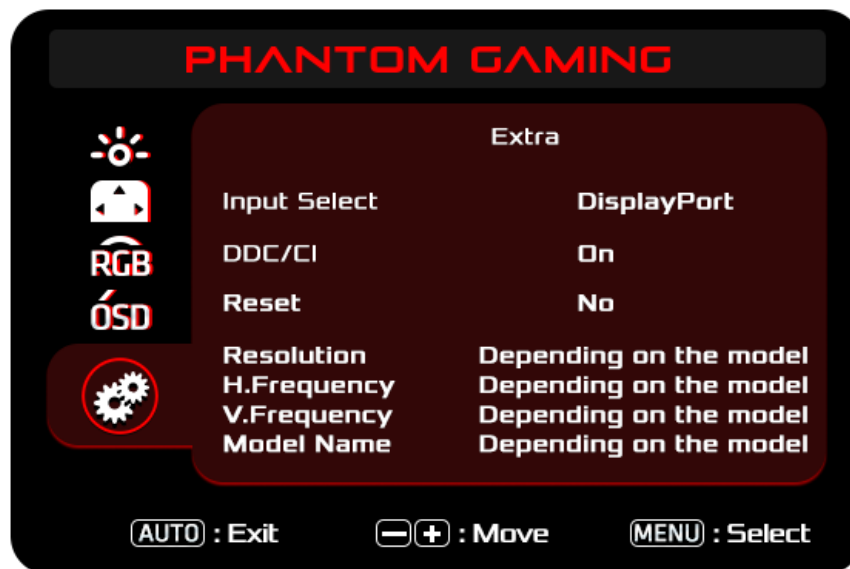 PHANTOM GAMING
Extra
Input Select DisplayPort
DDC/CI On
RGB
Reset No
OSD
Resolution Depending on the model
H.Frequency Depending on the model
V.Frequency Depending on the model
Model Name Depending on the model
AUTO : Exit - + : Move MENU : Select